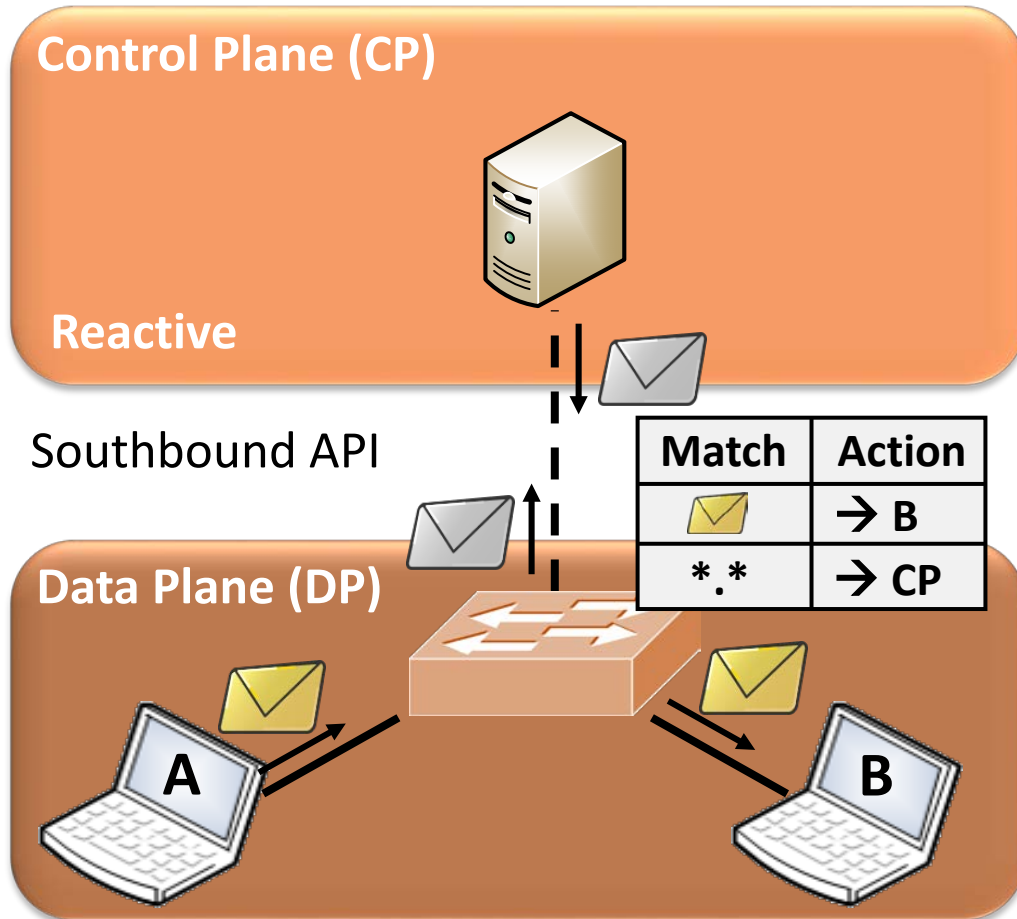 Control Plane (CP)
Reactive
Southbound API
Match Action
→ B
*.* → CP
Data Plane (DP)
A
B